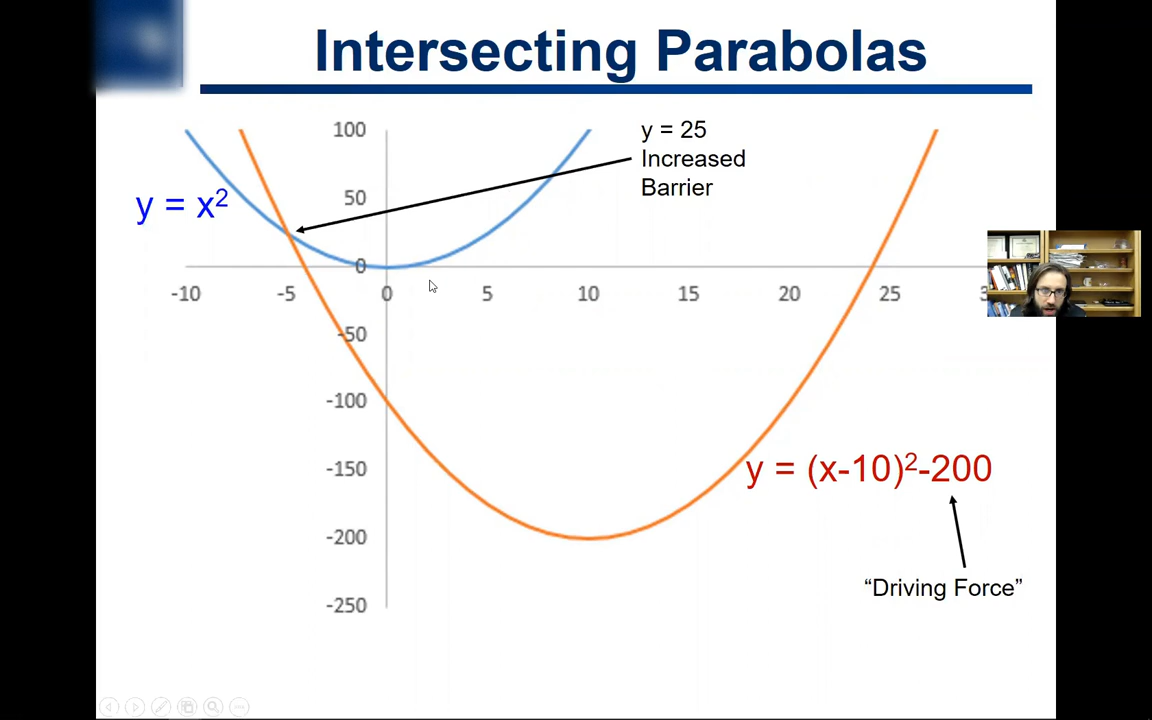 Intersecting Parabolas
y = 25
Increased
Barrier
y = x²
100
50
0
-50
-100
-150
-200
-250
-10 -5 0 5 10 15 20 25
y = (x-10)²-200
“Driving Force”